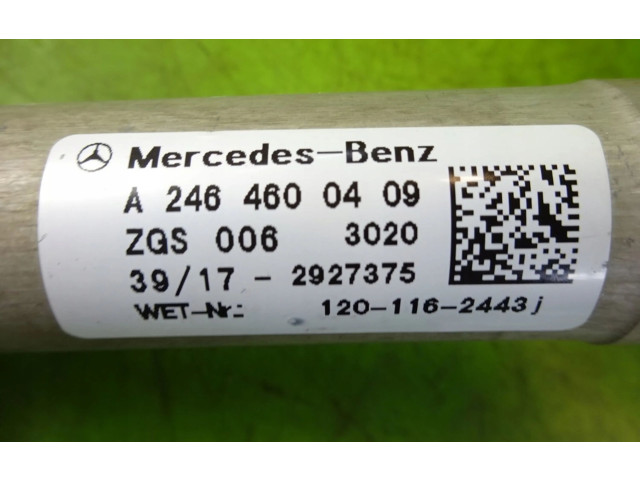 Mercedes-Benz
A 246 460 04 09
ZGS 006 3020
39/17 - 2927375
WET-Nr.: 120-116-2443j